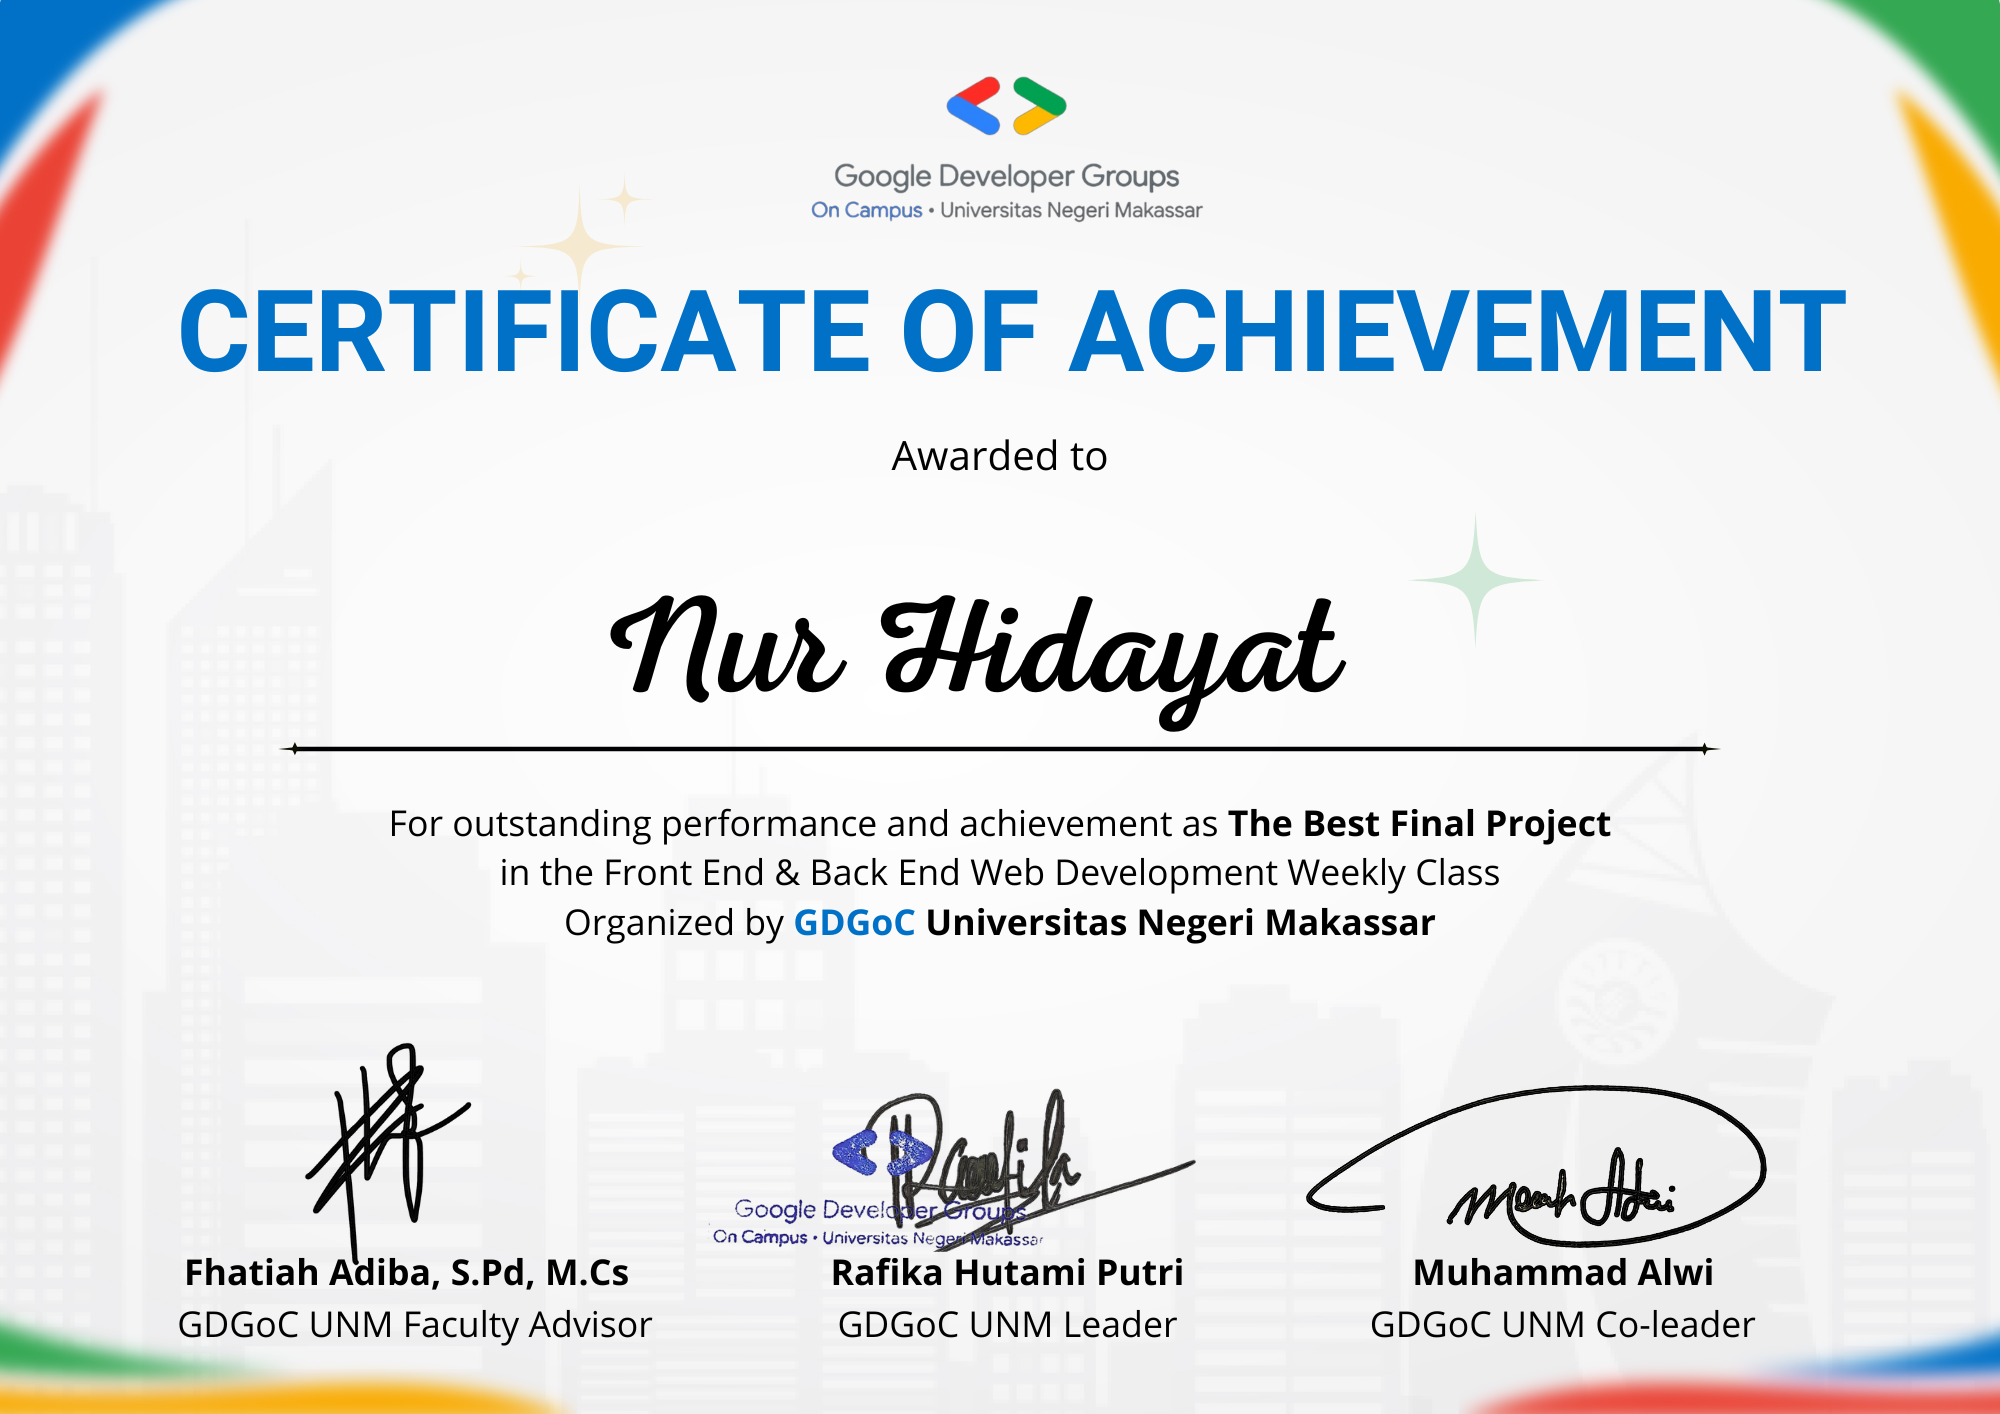 Google Developer Groups
On Campus • Universitas Negeri Makassar
CERTIFICATE OF ACHIEVEMENT
Awarded to
Nur Hidayat
For outstanding performance and achievement as The Best Final Project
in the Front End & Back End Web Development Weekly Class
Organized by GDGoC Universitas Negeri Makassar
Rafika
Google Developer Groups
On Campus • Universitas Negeri Makassar
Fhatiah Adiba, S.Pd, M.Cs
GDGoC UNM Faculty Advisor
Rafika Hutami Putri
GDGoC UNM Leader
Muhammad Alwi
GDGoC UNM Co-leader